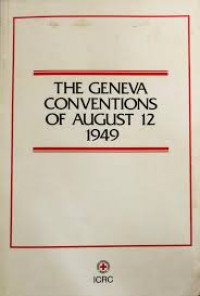 THE GENEVA
CONVENTIONS
OF AUGUST 12
1949
ICRC